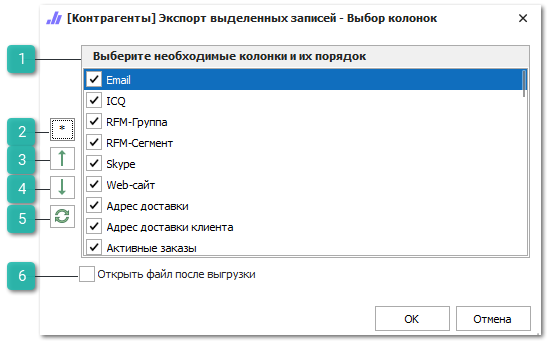 [Контрагенты] Экспорт выделенных записей - Выбор колонок
1
Выберите необходимые колонки и их порядок
Email
ICQ
RFM-Группа
2
*
RFM-Сегмент
3
Skype
4
Web-сайт
Адрес доставки
5
Адрес доставки клиента
Активные заказы
6
Открыть файл после выгрузки
OK
Отмена